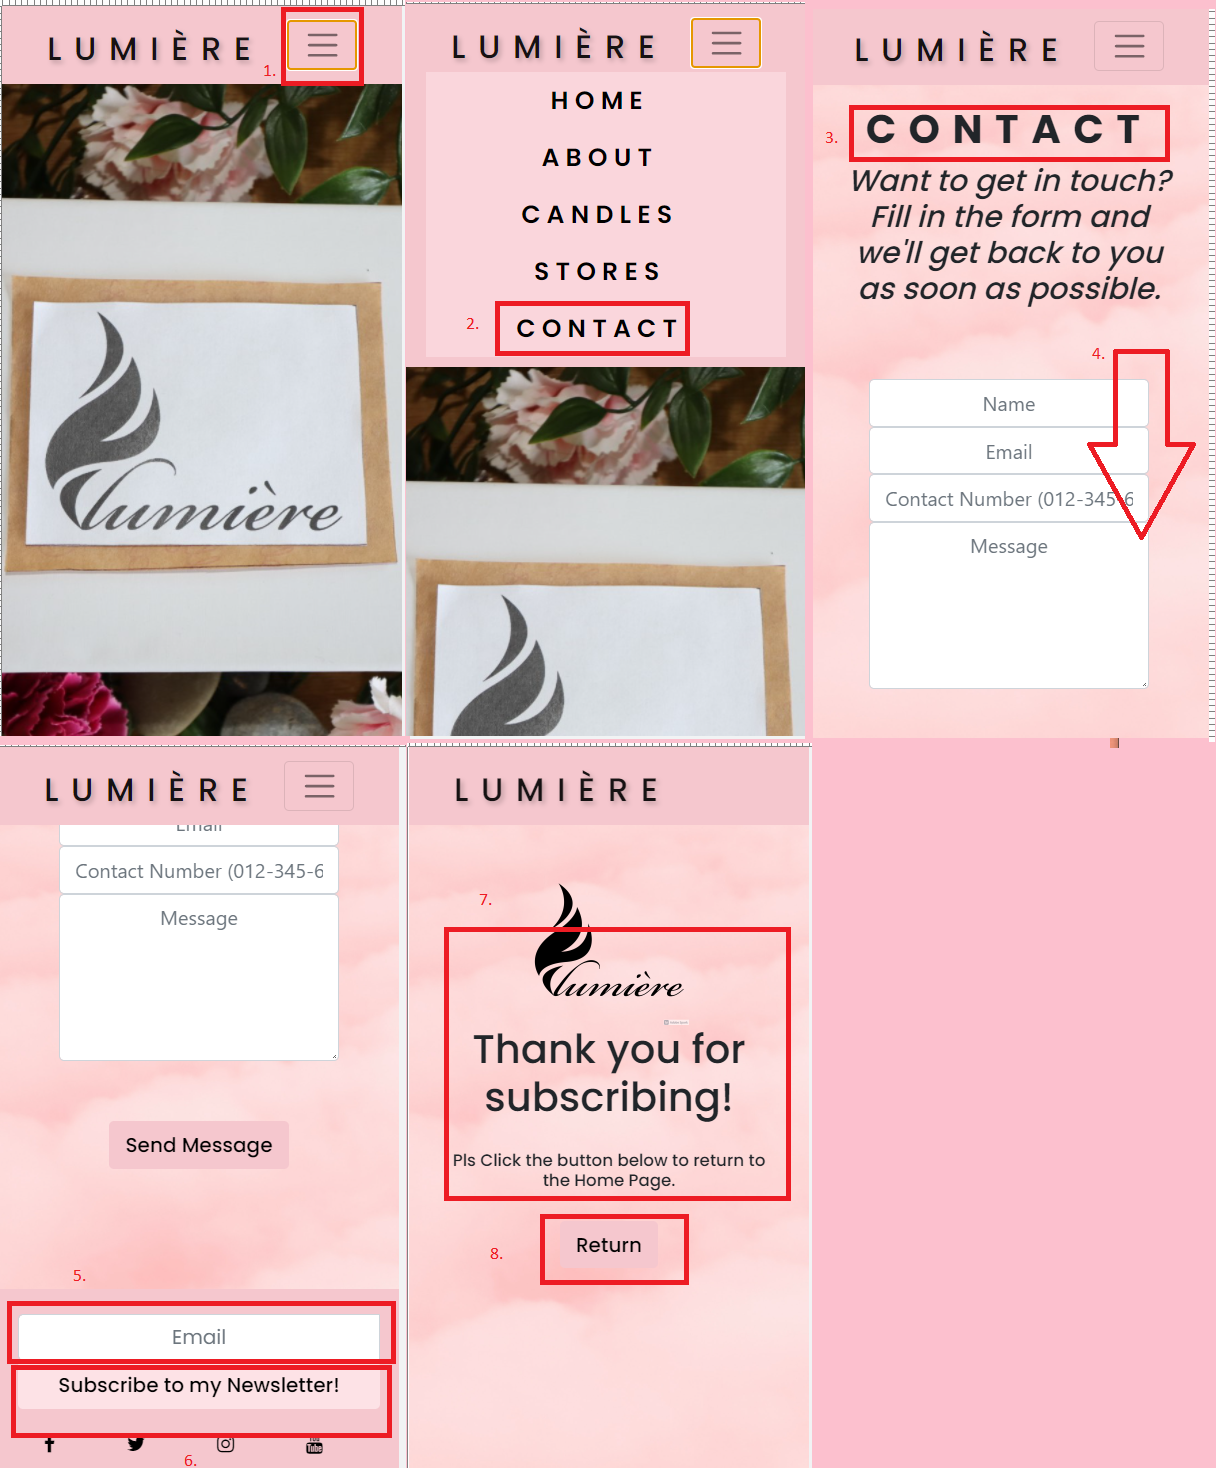 LUMIÈRE
1.
lumière
LUMIÈRE
HOME
ABOUT
CANDLES
STORES
2.
CONTACT
LUMIÈRE
3.
CONTACT
Want to get in touch?
Fill in the form and
we'll get back to you
as soon as possible.
4.
Name
Email
Contact Number (012-345-6
Message
LUMIÈRE
Email
Contact Number (012-345-6
Message
Send Message
5.
Email
Subscribe to my Newsletter!
You
Tube
6.
LUMIÈRE
7.
lumière
Thank you for
subscribing!
Pls Click the button below to return to
the Home Page.
8.
Return